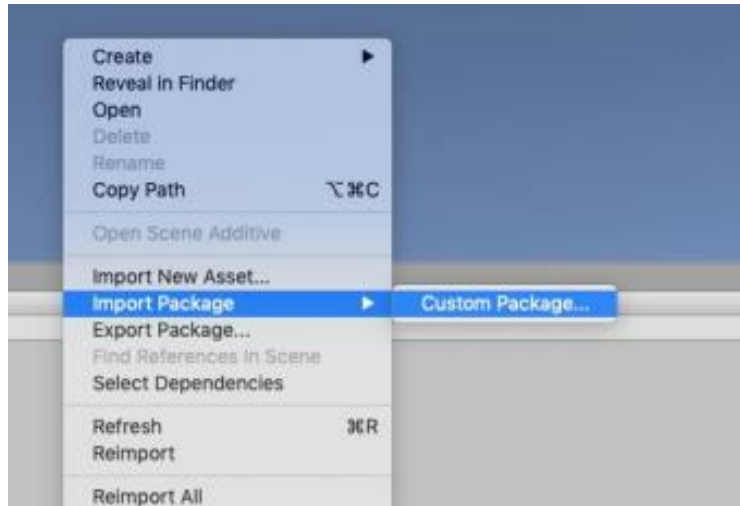 Create
Reveal in Finder
Open
Delete
Rename
Copy Path ⌥⌘C
Open Scene Additive
Import New Asset...
Import Package Custom Package...
Export Package...
Find References In Scene
Select Dependencies
Refresh ⌘R
Reimport
Reimport All